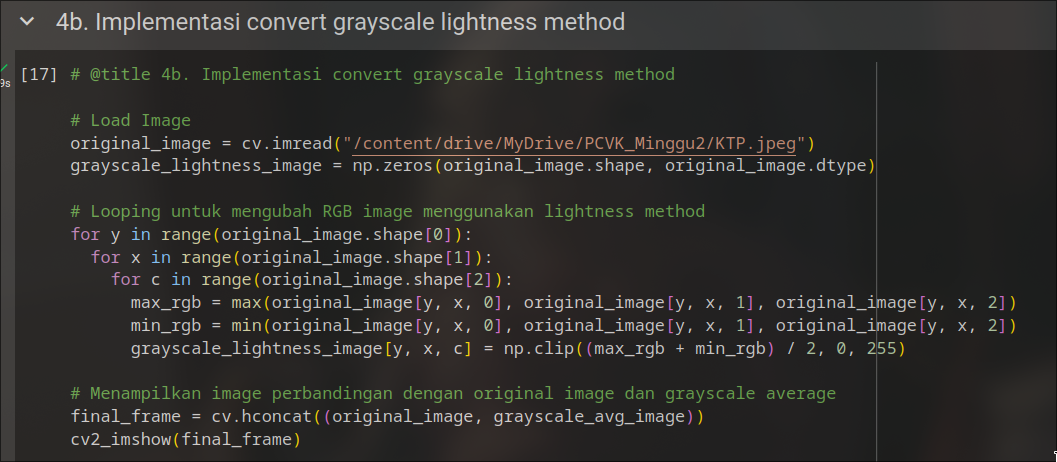 4b. Implementasi convert grayscale lightness method
[17] # @title 4b. Implementasi convert grayscale lightness method
9s
# Load Image
original_image = cv.imread("/content/drive/MyDrive/PCVK_Minggu2/KTP.jpeg")
grayscale_lightness_image = np.zeros(original_image.shape, original_image.dtype)
# Looping untuk mengubah RGB image menggunakan lightness method
for y in range(original_image.shape[0]):
for x in range(original_image.shape[1]):
for c in range(original_image.shape[2]):
max_rgb = max(original_image[y, x, 0], original_image[y, x, 1], original_image[y, x, 2])
min_rgb = min(original_image[y, x, 0], original_image[y, x, 1], original_image[y, x, 2])
grayscale_lightness_image[y, x, c] = np.clip((max_rgb + min_rgb) / 2, 0, 255)
# Menampilkan image perbandingan dengan original image dan grayscale average
final_frame = cv.hconcat((original_image, grayscale_avg_image))
cv2_imshow(final_frame)